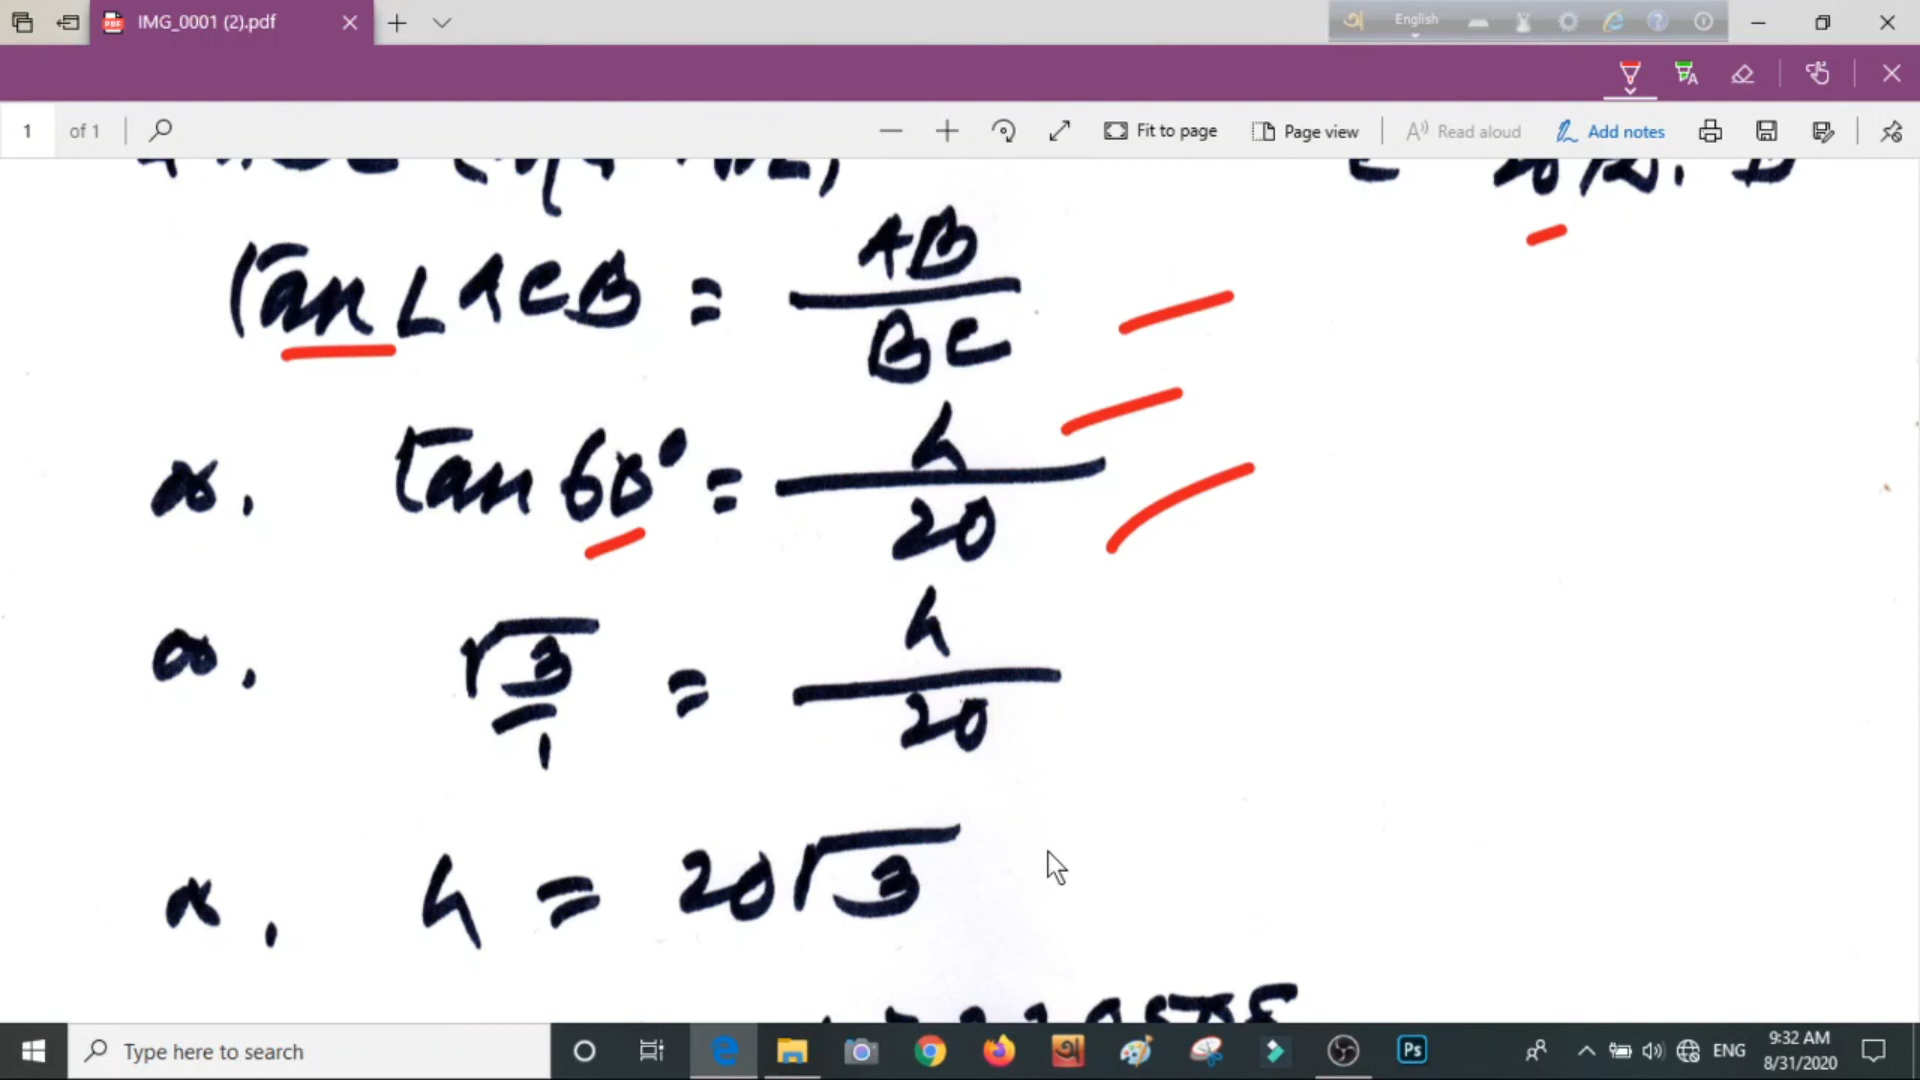 IMG_0001 (2).pdf
English
1 of 1
Fit to page
Page view
Read aloud
Add notes
tan∠ACB = AB
BC
tan 60° = h
20
√3 = h
1 20
h = 20√3
Type here to search
Ps
ENG
9:32 AM
8/31/2020